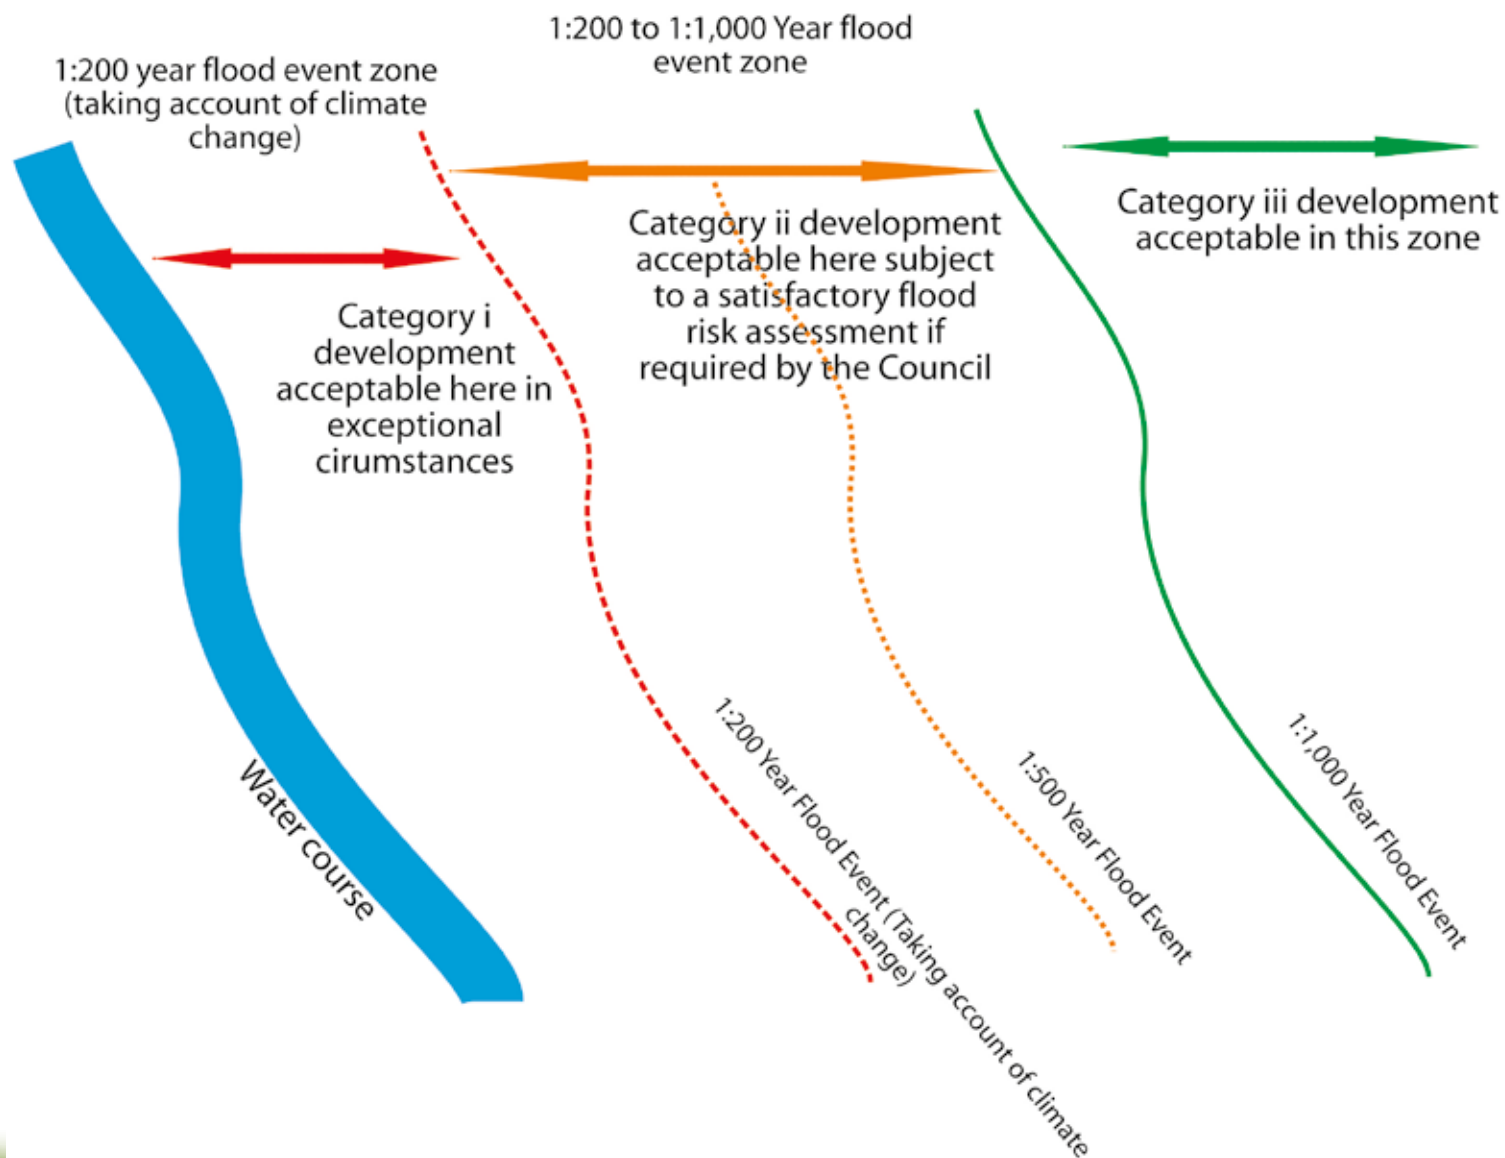 1:200 year flood event zone
(taking account of climate
change)
1:200 to 1:1,000 Year flood
event zone
Category i
development
acceptable here in
exceptional
cirumstances
Category ii development
acceptable here subject
to a satisfactory flood
risk assessment if
required by the Council
Category iii development
acceptable in this zone
Water course
1:200 Year Flood Event (Taking account of climate
change)
1:500 Year Flood Event
1:1,000 Year Flood Event